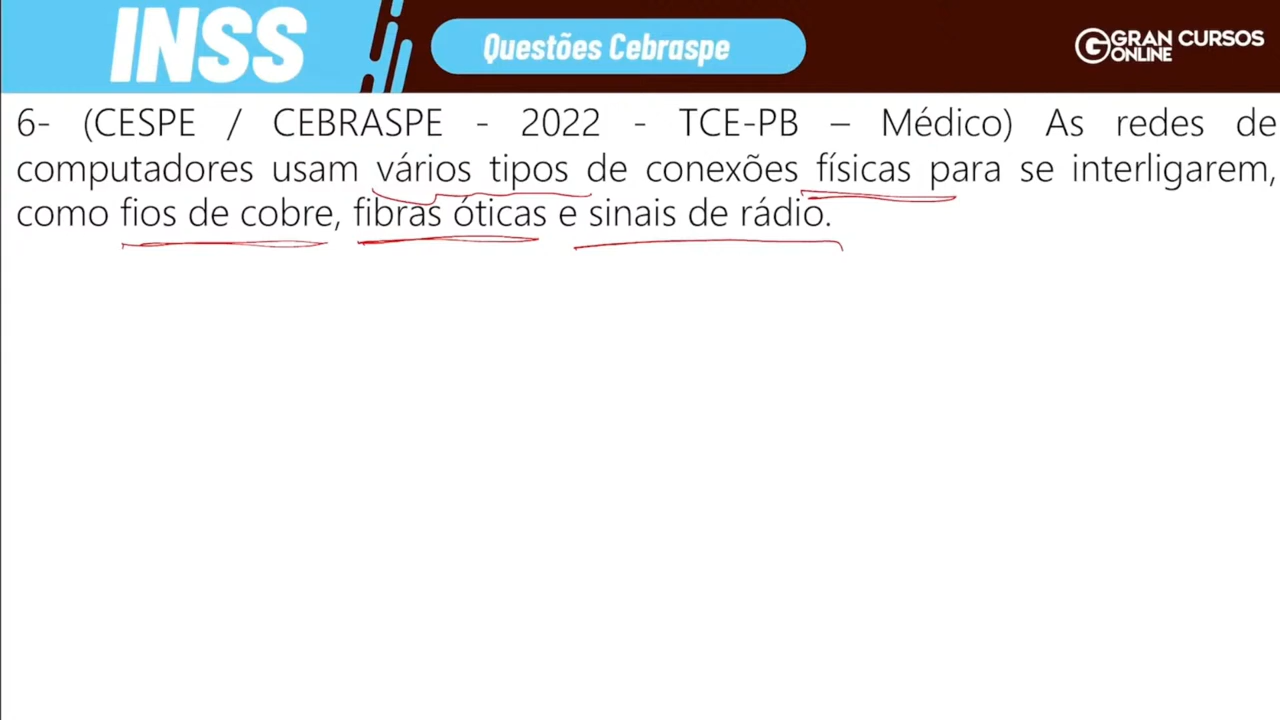 INSS
Questões Cebraspe
GRAN CURSOS
ONLINE
6- (CESPE / CEBRASPE - 2022 - TCE-PB – Médico) As redes de
computadores usam vários tipos de conexões físicas para se interligarem,
como fios de cobre, fibras óticas e sinais de rádio.